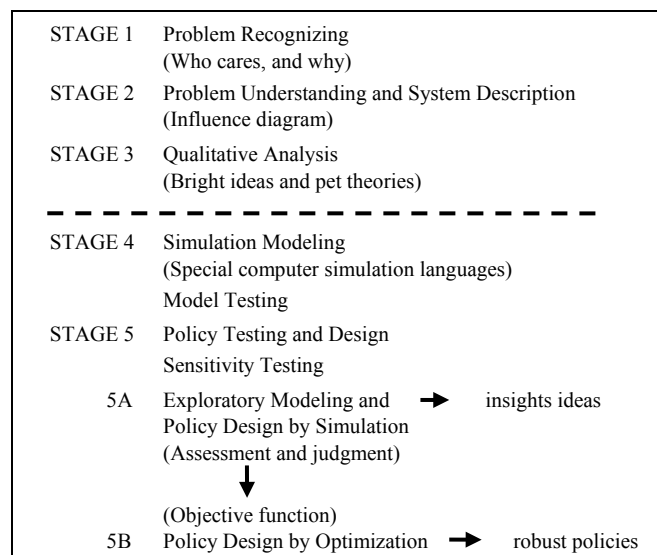 STAGE 1 Problem Recognizing
(Who cares, and why)
STAGE 2 Problem Understanding and System Description
(Influence diagram)
STAGE 3 Qualitative Analysis
(Bright ideas and pet theories)
STAGE 4 Simulation Modeling
(Special computer simulation languages)
Model Testing
STAGE 5 Policy Testing and Design
Sensitivity Testing
5A Exploratory Modeling and insights ideas
Policy Design by Simulation
(Assessment and judgment)
(Objective function)
5B Policy Design by Optimization robust policies